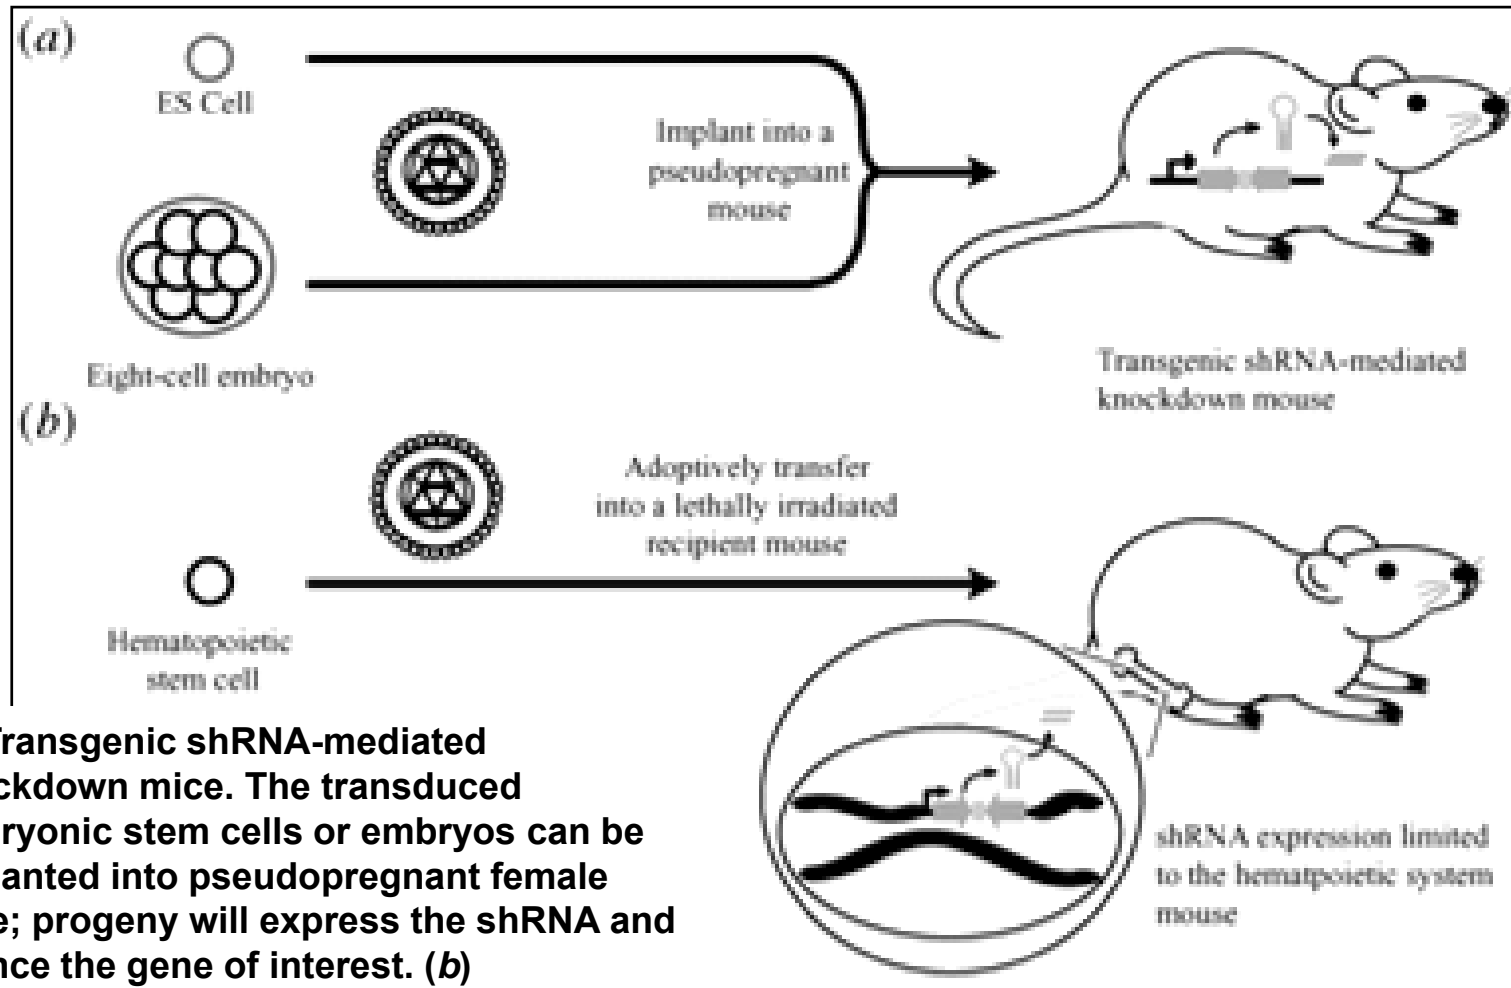 (a)
ES Cell
Implant into a
pseudopregnant
mouse
Eight-cell embryo
Transgenic shRNA-mediated
knockdown mouse
(b)
Adoptively transfer
into a lethally irradiated
recipient mouse
Hematopoietic
stem cell
shRNA expression limited
to the hematpoietic system
mouse
Transgenic shRNA-mediated
ckdown mice. The transduced
ryonic stem cells or embryos can be
anted into pseudopregnant female
e; progeny will express the shRNA and
nce the gene of interest. (b)